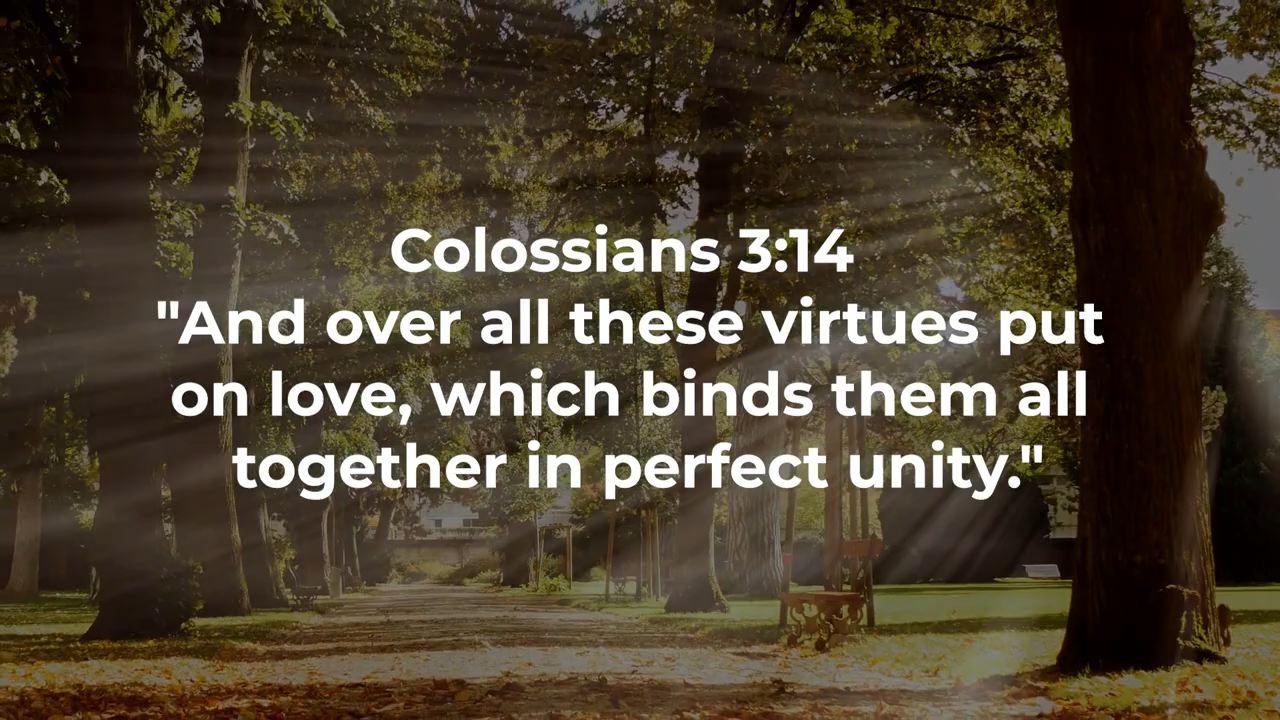 Colossians 3:14
"And over all these virtues put
on love, which binds them all
together in perfect unity."